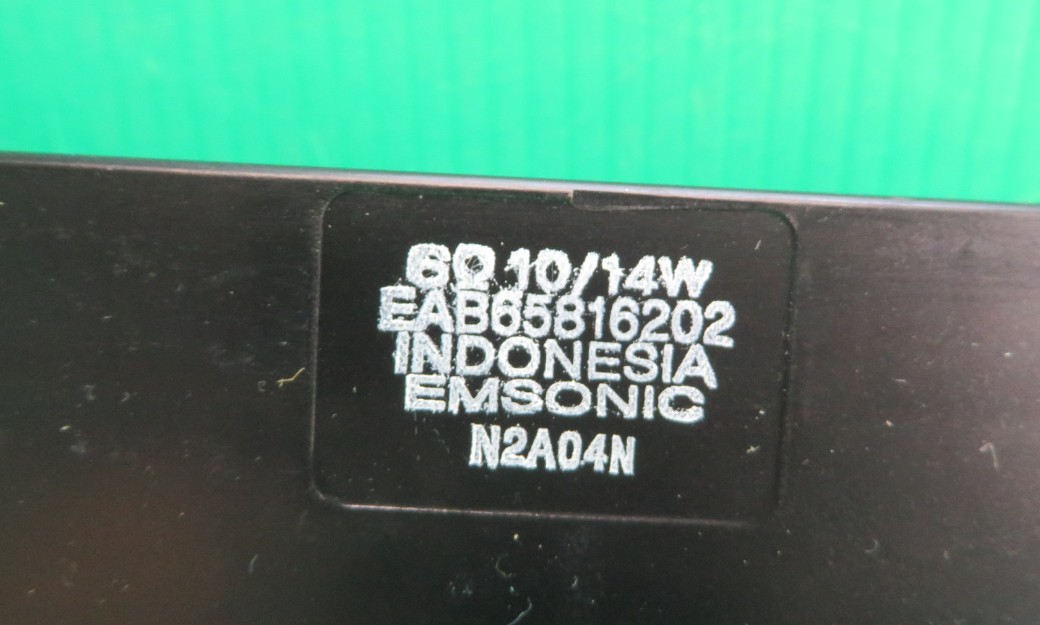 6Ω 10/14W
EAB65816202
INDONESIA
EMSONIC
N2A04N